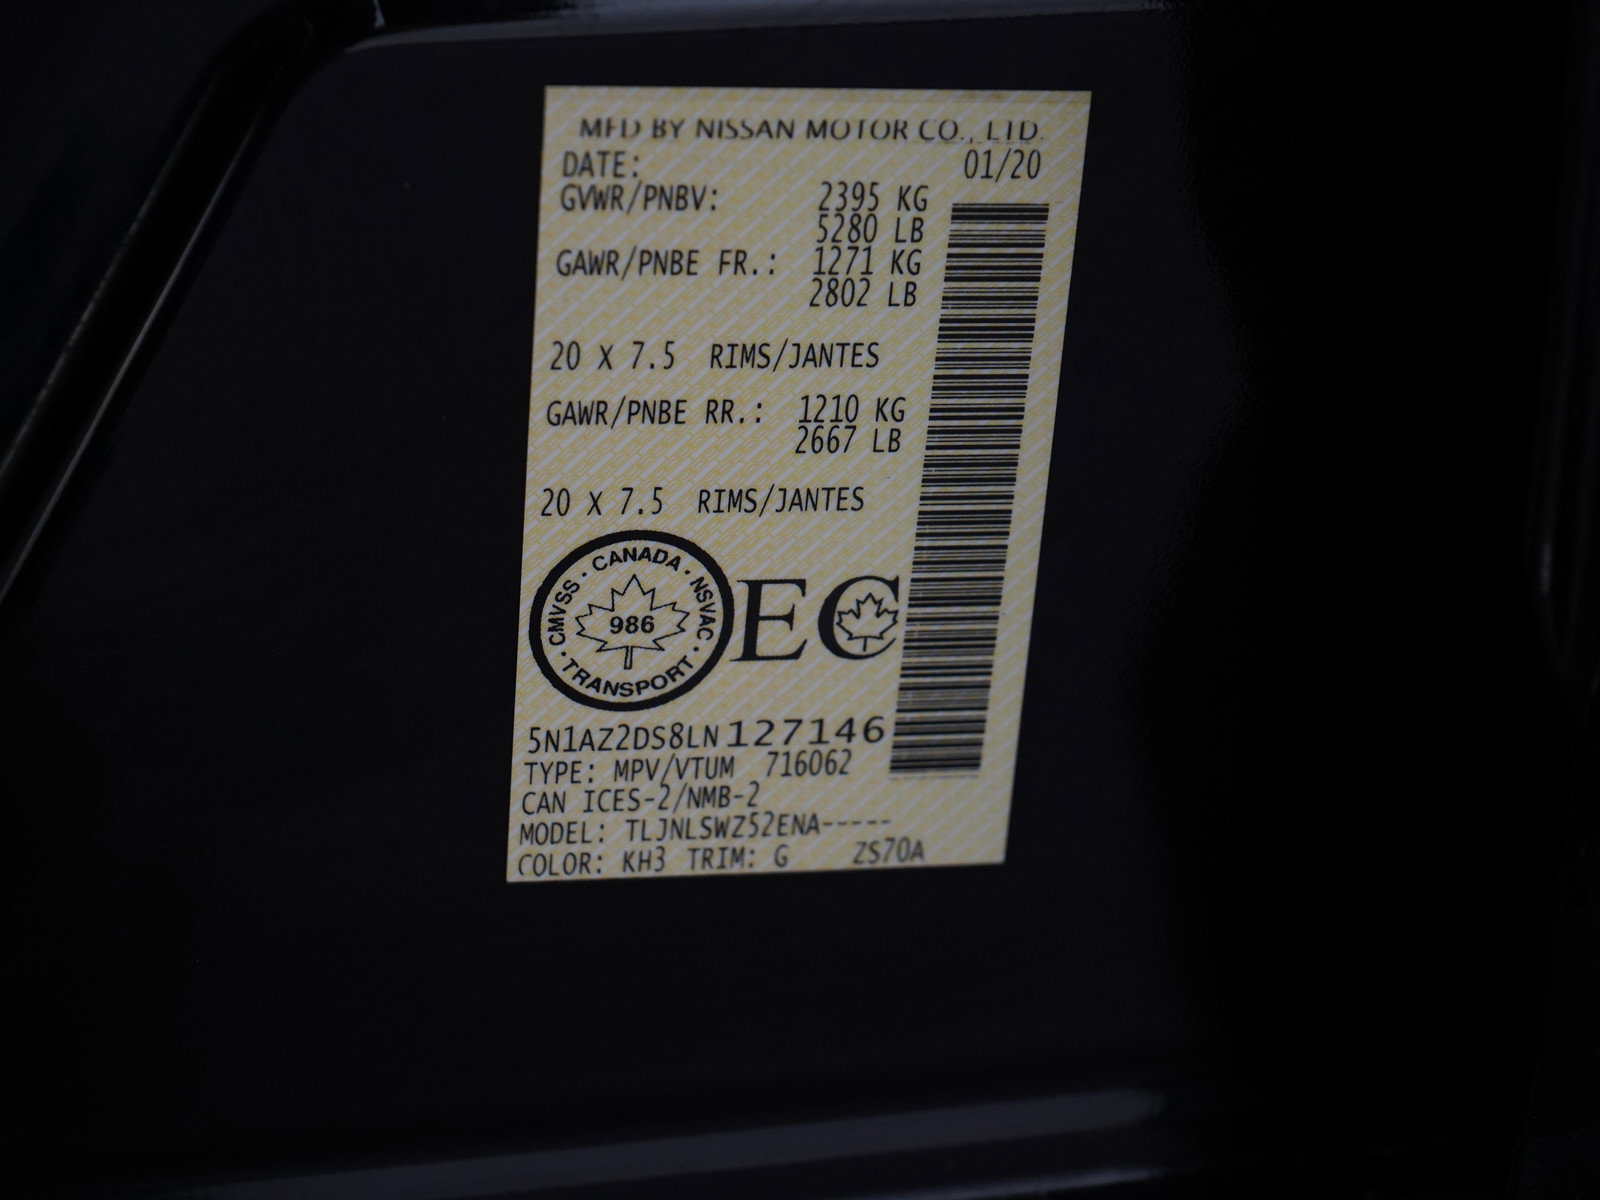 MFD BY NISSAN MOTOR CO., LTD.
DATE: 01/20
GVWR/PNBV: 2395 KG
5280 LB
GAWR/PNBE FR.: 1271 KG
2802 LB
20 X 7.5 RIMS/JANTES
GAWR/PNBE RR.: 1210 KG
2667 LB
20 X 7.5 RIMS/JANTES
CMVSS · CANADA · NSVAC · TRANSPORT ·
986
EC
5N1AZ2DS8LN127146
TYPE: MPV/VTUM 716062
CAN ICES-2/NMB-2
MODEL: TLJNLSWZ52ENA-----
COLOR: KH3 TRIM: G ZS70A